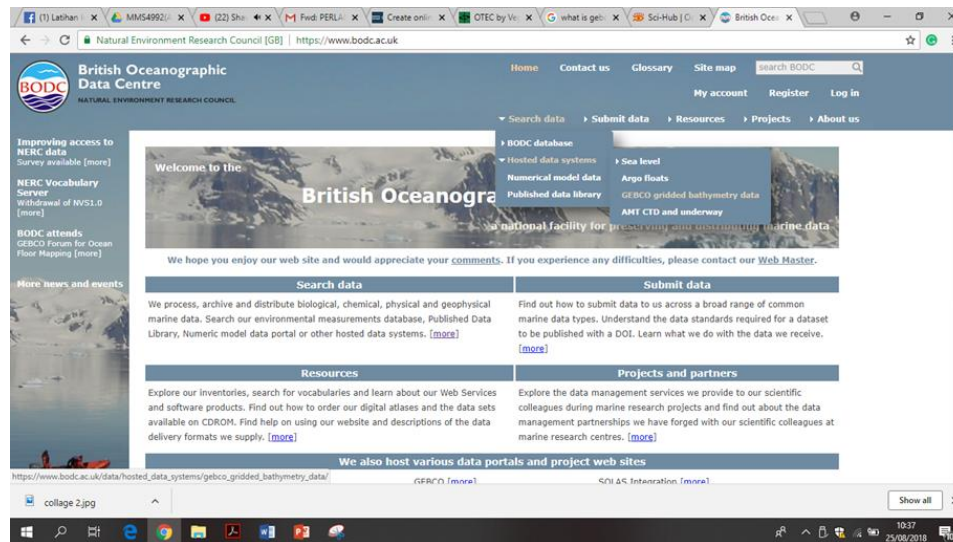 (1) Latihan
MMS4992(
(22) Sha
Fwd: PERLA
Create onlin
OTEC by Ve
what is geb
Sci-Hub | O
British Ocea
Natural Environment Research Council [GB] | https://www.bodc.ac.uk
BODC
British Oceanographic
Data Centre
NATURAL ENVIRONMENT RESEARCH COUNCIL
Home Contact us Glossary Site map search BODC
My account Register Log in
Search data Submit data Resources Projects About us
BODC database
Hosted data systems
Numerical model data
Published data library
Sea level
Argo floats
GEBCO gridded bathymetry data
AMT CTD and underway
Improving access to
NERC data
Survey available [more]
NERC Vocabulary
Server
Withdrawal of NVS1.0
[more]
BODC attends
GEBCO Forum for Ocean
Floor Mapping [more]
More news and events
Welcome to the
British Oceanogra
a national facility for preserving and distributing marine data
We hope you enjoy our web site and would appreciate your comments. If you experience any difficulties, please contact our Web Master.
Search data
We process, archive and distribute biological, chemical, physical and geophysical
marine data. Search our environmental measurements database, Published Data
Library, Numeric model data portal or other hosted data systems. [more]
Submit data
Find out how to submit data to us across a broad range of common
marine data types. Understand the data standards required for a dataset
to be published with a DOI. Learn what we do with the data we receive.
[more]
Resources
Explore our inventories, search for vocabularies and learn about our Web Services
and software products. Find out how to order our digital atlases and the data sets
available on CDROM. Find help on using our website and descriptions of the data
delivery formats we supply. [more]
Projects and partners
Explore the data management services we provide to our scientific
colleagues during marine research projects and find out about the data
management partnerships we have forged with our scientific colleagues at
marine research centres. [more]
We also host various data portals and project web sites
GEBCO [more] SOLAS Integration [more]
https://www.bodc.ac.uk/data/hosted_data_systems/gebco_gridded_bathymetry_data/
collage 2.jpg
Show all
10:37
25/08/2018